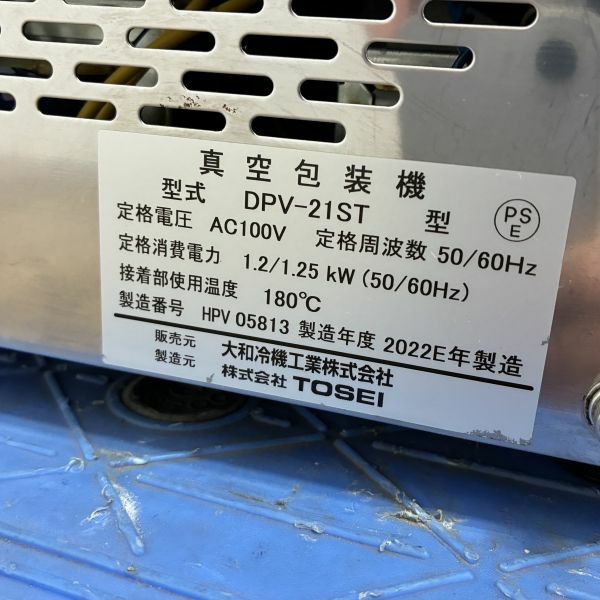 真空包装機
型式 DPV-21ST 型
PS
E
定格電圧 AC100V 定格周波数 50/60Hz
定格消費電力 1.2/1.25 kW (50/60Hz)
接着部使用温度 180℃
製造番号 HPV 05813 製造年度 2022E年製造
販売元 大和冷機工業株式会社
製造元 株式会社 TOSEI